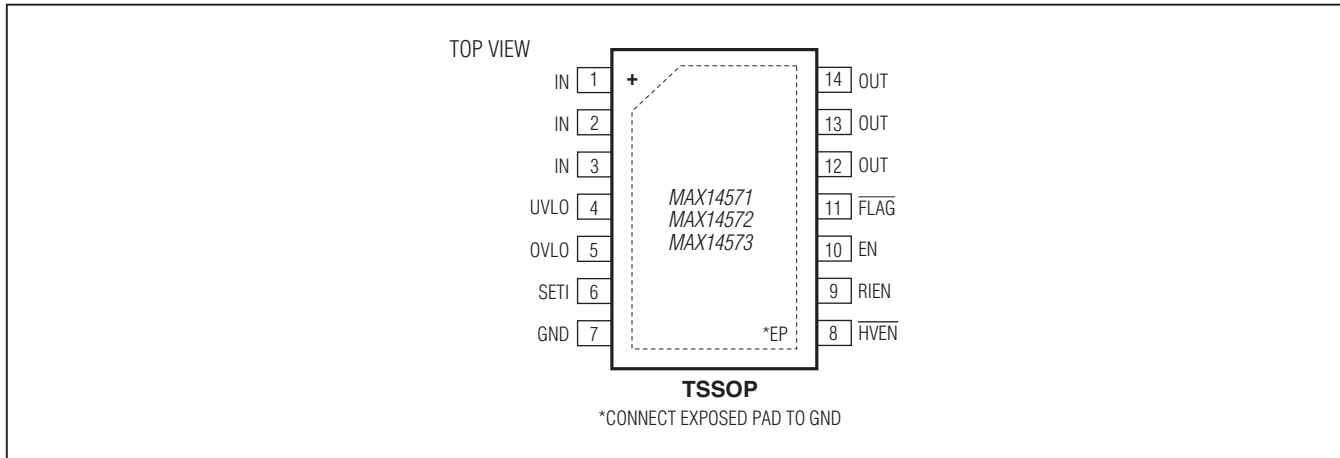 TOP VIEW
IN 1 + 14 OUT
IN 2 13 OUT
IN 3 12 OUT
UVLO 4 MAX14571 11 F̅L̅A̅G̅
MAX14572
OVLO 5 MAX14573 10 EN
SETI 6 9 RIEN
GND 7 *EP 8 H̅V̅E̅N̅
TSSOP
*CONNECT EXPOSED PAD TO GND